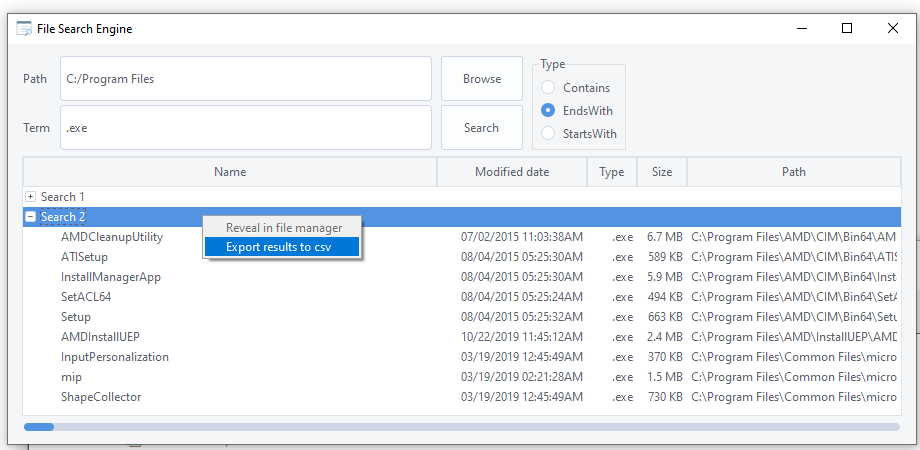 File Search Engine
Path C:/Program Files Browse
Type
Contains
EndsWith
StartsWith
Term .exe Search
Name Modified date Type Size Path
Search 1
Search 2
Reveal in file manager
Export results to csv
AMDCleanupUtility 07/02/2015 11:03:38AM .exe 6.7 MB C:\Program Files\AMD\CIM\Bin64\AM
ATISetup 08/04/2015 05:25:30AM .exe 589 KB C:\Program Files\AMD\CIM\Bin64\ATIS
InstallManagerApp 08/04/2015 05:25:30AM .exe 5.9 MB C:\Program Files\AMD\CIM\Bin64\Inst
SetACL64 08/04/2015 05:25:24AM .exe 494 KB C:\Program Files\AMD\CIM\Bin64\SetA
Setup 08/04/2015 05:25:32AM .exe 663 KB C:\Program Files\AMD\CIM\Bin64\Setu
AMDInstallUEP 10/22/2019 11:45:12AM .exe 2.4 MB C:\Program Files\AMD\InstallUEP\AMD
InputPersonalization 03/19/2019 12:45:49AM .exe 370 KB C:\Program Files\Common Files\micro
mip 03/19/2019 02:21:28AM .exe 1.5 MB C:\Program Files\Common Files\micro
ShapeCollector 03/19/2019 12:45:49AM .exe 730 KB C:\Program Files\Common Files\micro